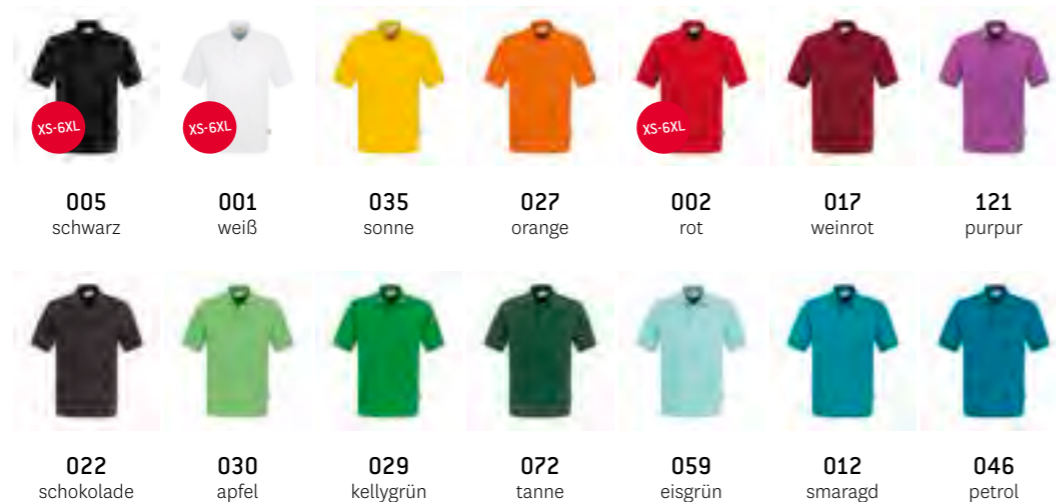 XS-6XL XS-6XL XS-6XL
005 001 035 027 002 017 121
schwarz weiß sonne orange rot weinrot purpur
022 030 029 072 059 012 046
schokolade apfel kellygrün tanne eisgrün smaragd petrol